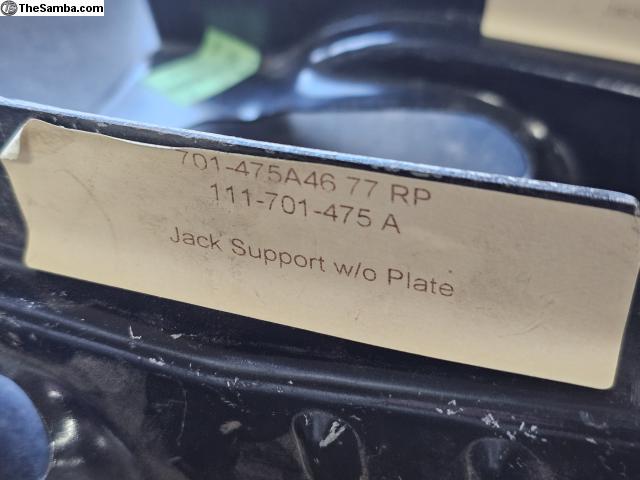 TheSamba.com
701-475A46 77 RP
111-701-475 A
Jack Support w/o Plate